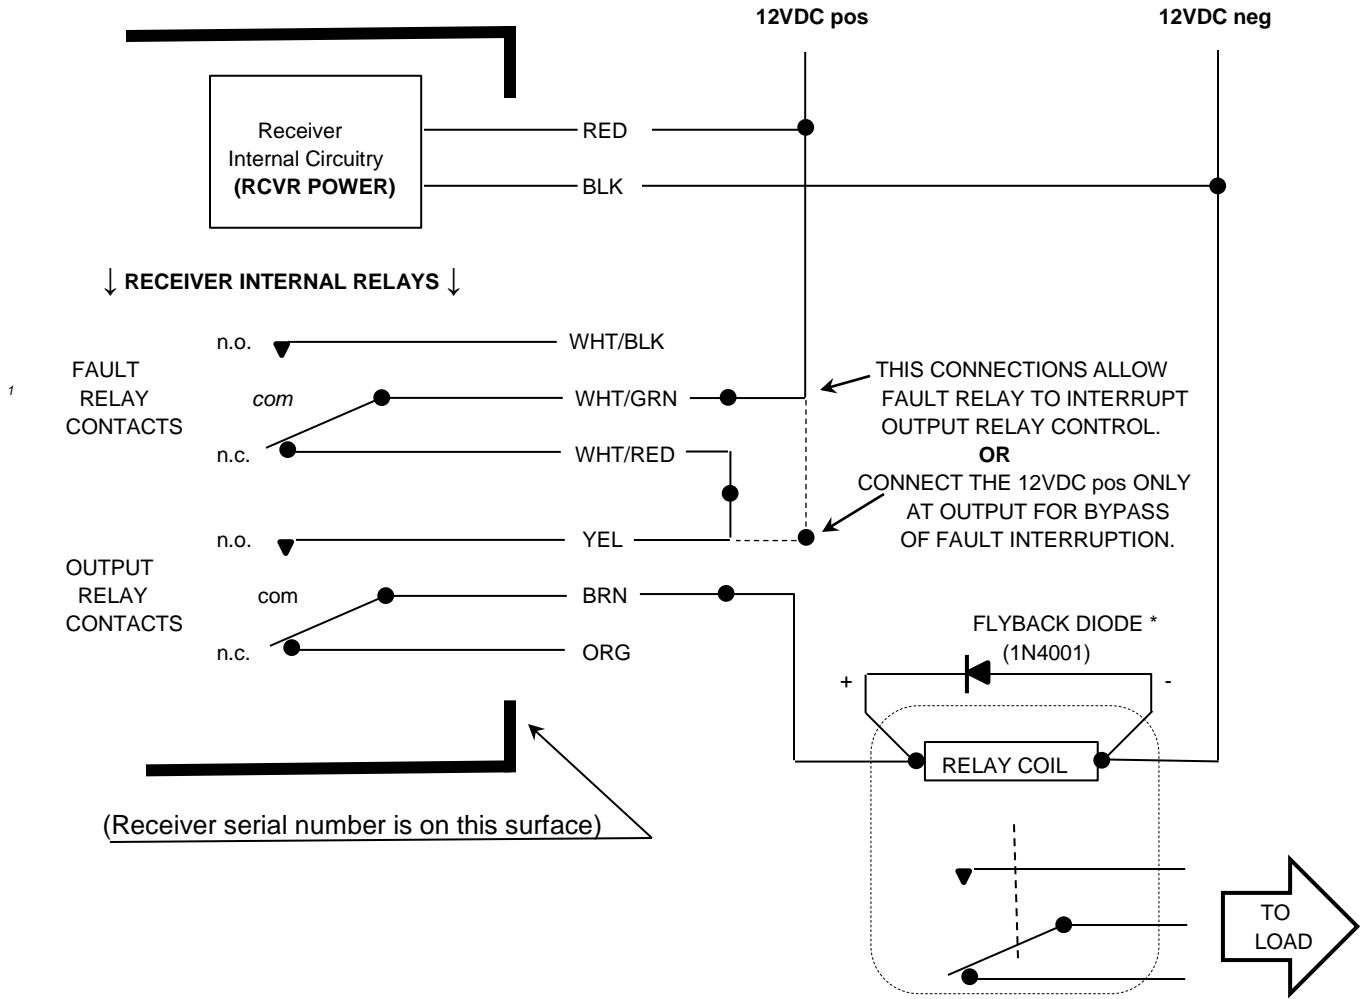 12VDC pos
12VDC neg
Receiver
Internal Circuitry
(RCVR POWER)
RED
BLK
↓ RECEIVER INTERNAL RELAYS ↓
1
FAULT
RELAY
CONTACTS
n.o.
com
n.c.
WHT/BLK
WHT/GRN
WHT/RED
THIS CONNECTIONS ALLOW
FAULT RELAY TO INTERRUPT
OUTPUT RELAY CONTROL.
OR
CONNECT THE 12VDC pos ONLY
AT OUTPUT FOR BYPASS
OF FAULT INTERRUPTION.
OUTPUT
RELAY
CONTACTS
n.o.
com
n.c.
YEL
BRN
ORG
FLYBACK DIODE *
(1N4001)
+
-
RELAY COIL
(Receiver serial number is on this surface)
TO
LOAD